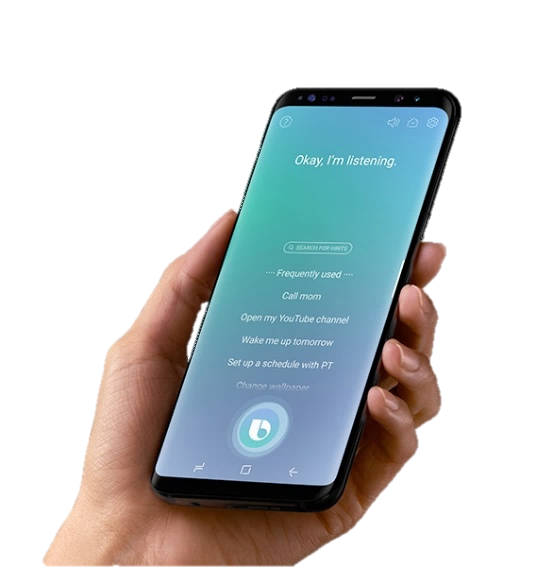 Okay, I'm listening.
SEARCH FOR HINTS
···· Frequently used ····
Call mom
Open my YouTube channel
Wake me up tomorrow
Set up a schedule with PT
Change wallpaper